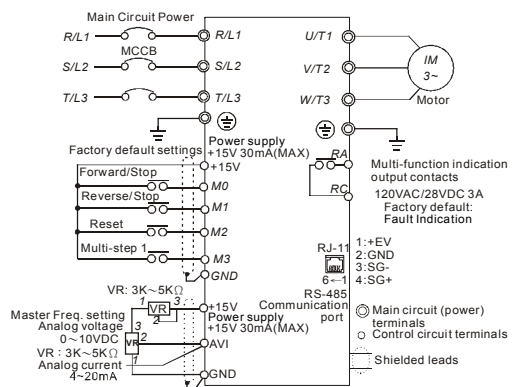 Main Circuit Power
R/L1
R/L1
U/T1
MCCB
S/L2
S/L2
V/T2
IM
3~
T/L3
T/L3
W/T3
Motor
Factory default settings
Power supply
+15V 30mA(MAX)
+15V
RA
Multi-function indication
output contacts
Forward/Stop
M0
RC
120VAC/28VDC 3A
Reverse/Stop
M1
Factory default:
Fault Indication
Reset
M2
Multi-step 1
M3
RJ-11
1:+EV
2:GND
3:SG-
4:SG+
6←1
GND
RS-485
Communication
port
VR: 3K~5KΩ
1
VR
3
2
+15V
Power supply
+15V 30mA(MAX)
Master Freq. setting
Analog voltage
0~10VDC
3
VR
2
1
AVI
VR : 3K~5KΩ
Analog current
4~20mA
GND
Main circuit (power)
terminals
Control circuit terminals
Shielded leads